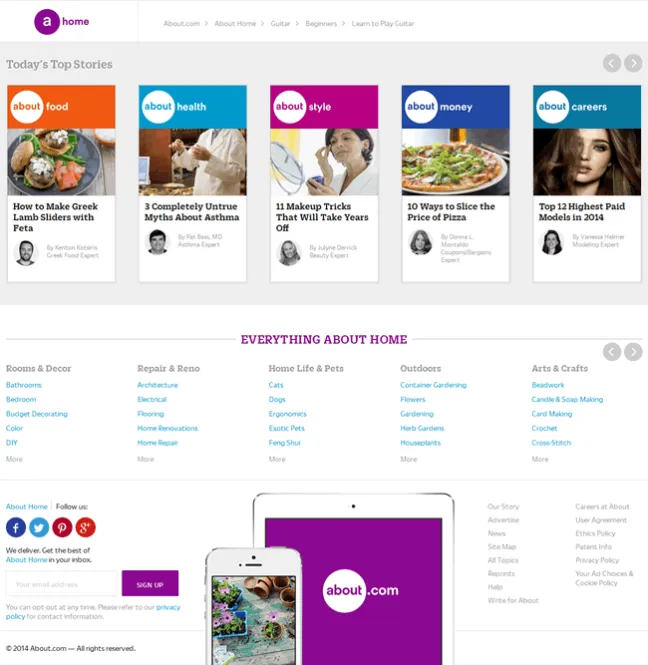 a home
About.com > About Home > Guitar > Beginners > Learn to Play Guitar
Today's Top Stories
about food
about health
about style
about money
about careers
How to Make Greek
Lamb Sliders with
Feta
By Kenton Kotsiris
Greek Food Expert
3 Completely Untrue
Myths About Asthma
By Pat Bass, MD
Asthma Expert
11 Makeup Tricks
That Will Take Years
Off
By Julyne Derrick
Beauty Expert
10 Ways to Slice the
Price of Pizza
By Donna L.
Montaldo
Coupons/Bargains
Expert
Top 12 Highest Paid
Models in 2014
By Vanessa Helmer
Modeling Expert
EVERYTHING ABOUT HOME
Rooms & Decor
Bathrooms
Bedroom
Budget Decorating
Color
DIY
More
Repair & Reno
Architecture
Electrical
Flooring
Home Renovations
Home Repair
More
Home Life & Pets
Cats
Dogs
Ergonomics
Exotic Pets
Feng Shui
More
Outdoors
Container Gardening
Flowers
Gardening
Herb Gardens
Houseplants
More
Arts & Crafts
Beadwork
Candle & Soap Making
Card Making
Crochet
Cross-Stitch
More
About Home | Follow us:
We deliver. Get the best of
About Home in your inbox.
Your email address
SIGN UP
You can opt-out at any time. Please refer to our privacy
policy for contact information.
about.com
Our Story
Advertise
News
Site Map
All Topics
Reprints
Help
Write for About
Careers at About
User Agreement
Ethics Policy
Patent Info
Privacy Policy
Your Ad Choices &
Cookie Policy
© 2014 About.com — All rights reserved.